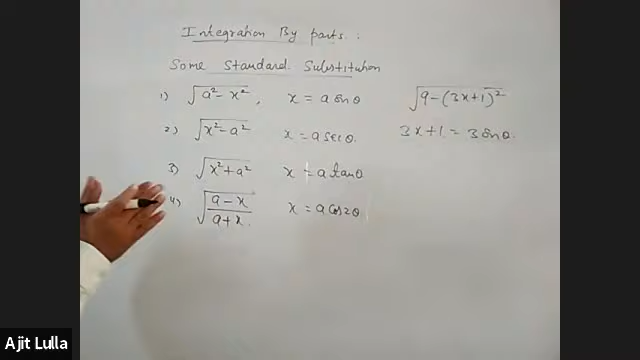 Integration By parts :
Some Standard Substitution
1) √(a² - x²), x = a sinθ √(9 - (3x+1)²)
2) √(x² - a²) x = a secθ 3x+1 = 3 sinθ.
3) √(x² + a²) x = a tanθ
4) √((a - x)/(a + x)) x = a cos2θ
Ajit Lulla